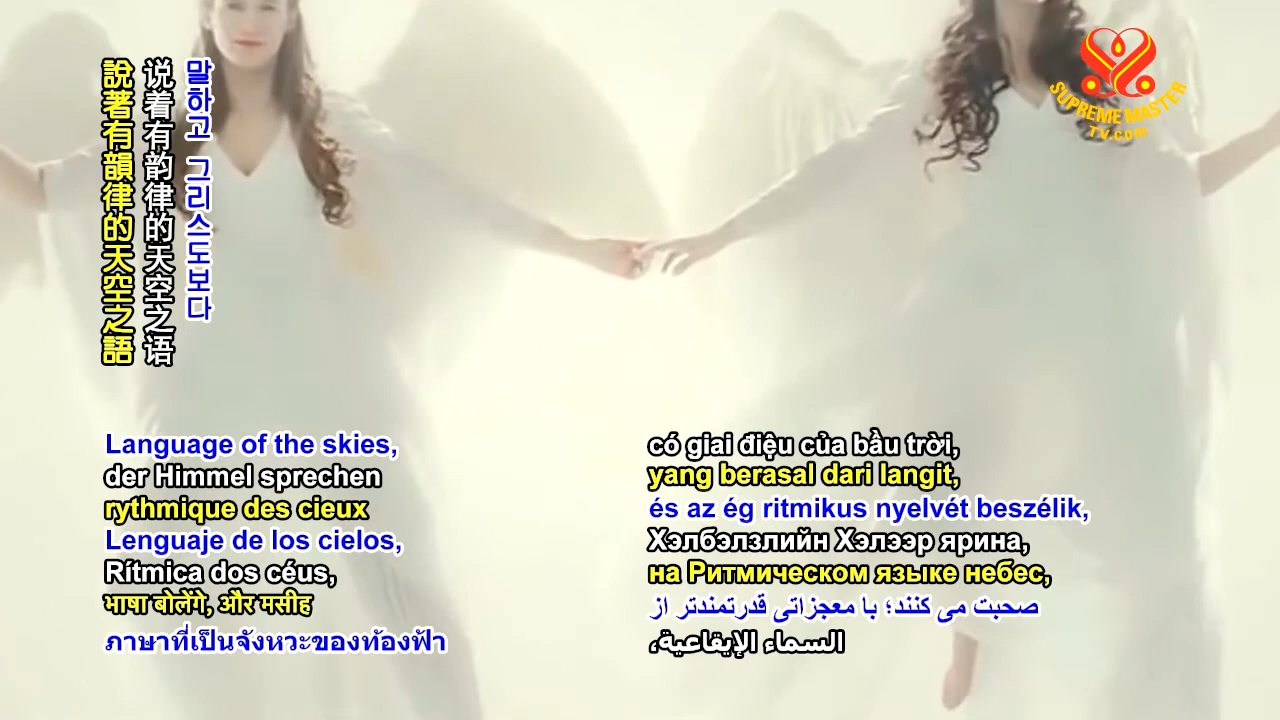 說著有韻律的天空之語
说着有韵律的天空之语
말하고 그리스도보다
SUPREME MASTER
TV.com
Language of the skies,
der Himmel sprechen
rythmique des cieux
Lenguaje de los cielos,
Rítmica dos céus,
भाषा बोलेंगे, और मसीह
ภาษาที่เป็นจังหวะของท้องฟ้า
có giai điệu của bầu trời,
yang berasal dari langit,
és az ég ritmikus nyelvét beszélik,
Хэлбэлзлийн Хэлээр ярина,
на Ритмическом языке небес,
صحبت می کنند؛ با معجزاتی قدرتمندتر از
السماء الإيقاعية،